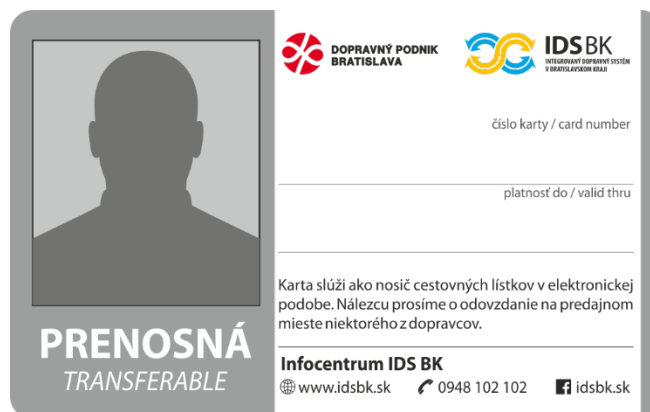 DOPRAVNÝ PODNIK
BRATISLAVA
IDS BK
INTEGROVANÝ DOPRAVNÝ SYSTÉM
V BRATISLAVSKOM KRAJI
číslo karty / card number
platnosť do / valid thru
Karta slúži ako nosič cestovných lístkov v elektronickej
podobe. Nálezcu prosíme o odovzdanie na predajnom
mieste niektorého z dopravcov.
PRENOSNÁ
TRANSFERABLE
Infocentrum IDS BK
www.idsbk.sk 0948 102 102 idsbk.sk